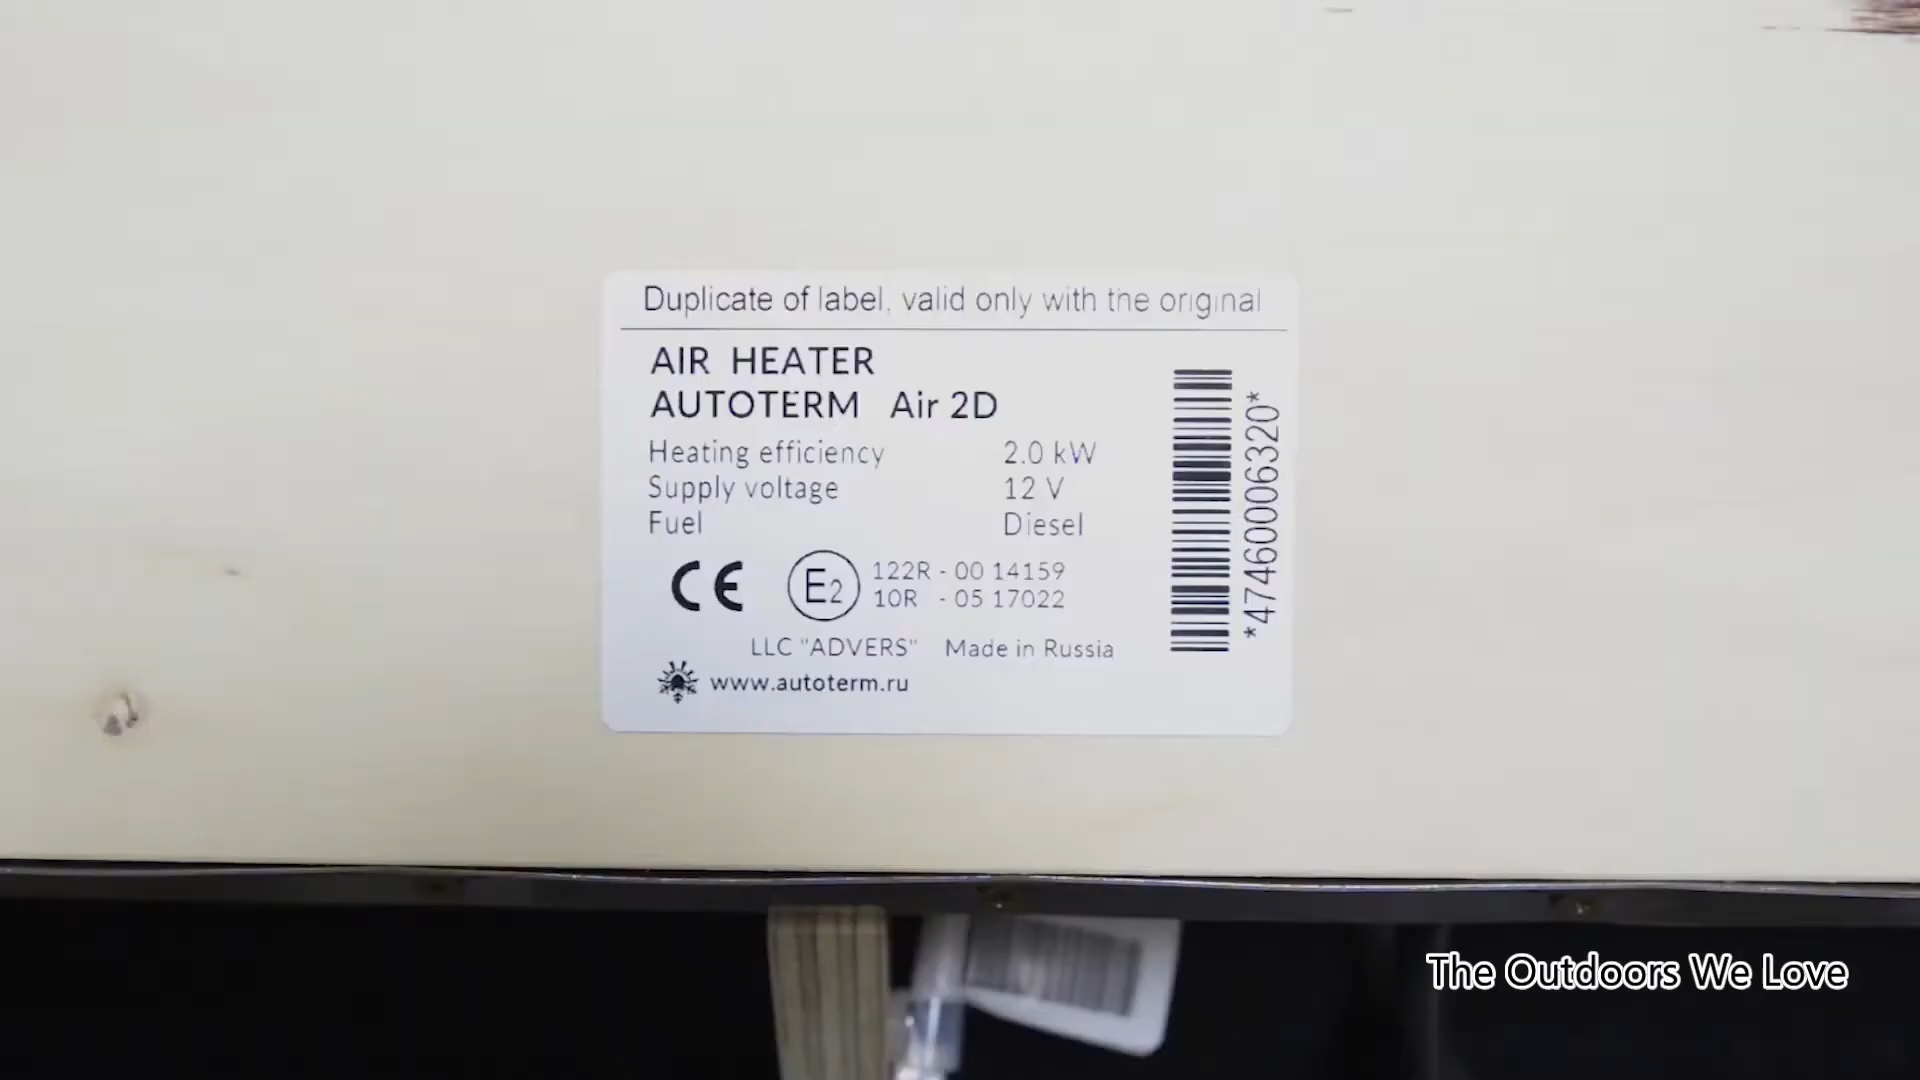 Duplicate of label, valid only with the original
AIR HEATER
AUTOTERM Air 2D
Heating efficiency 2.0 kW
Supply voltage 12 V
Fuel Diesel
CE E2 122R - 00 14159
10R - 05 17022
LLC "ADVERS" Made in Russia
www.autoterm.ru
*47460006320*
The Outdoors We Love